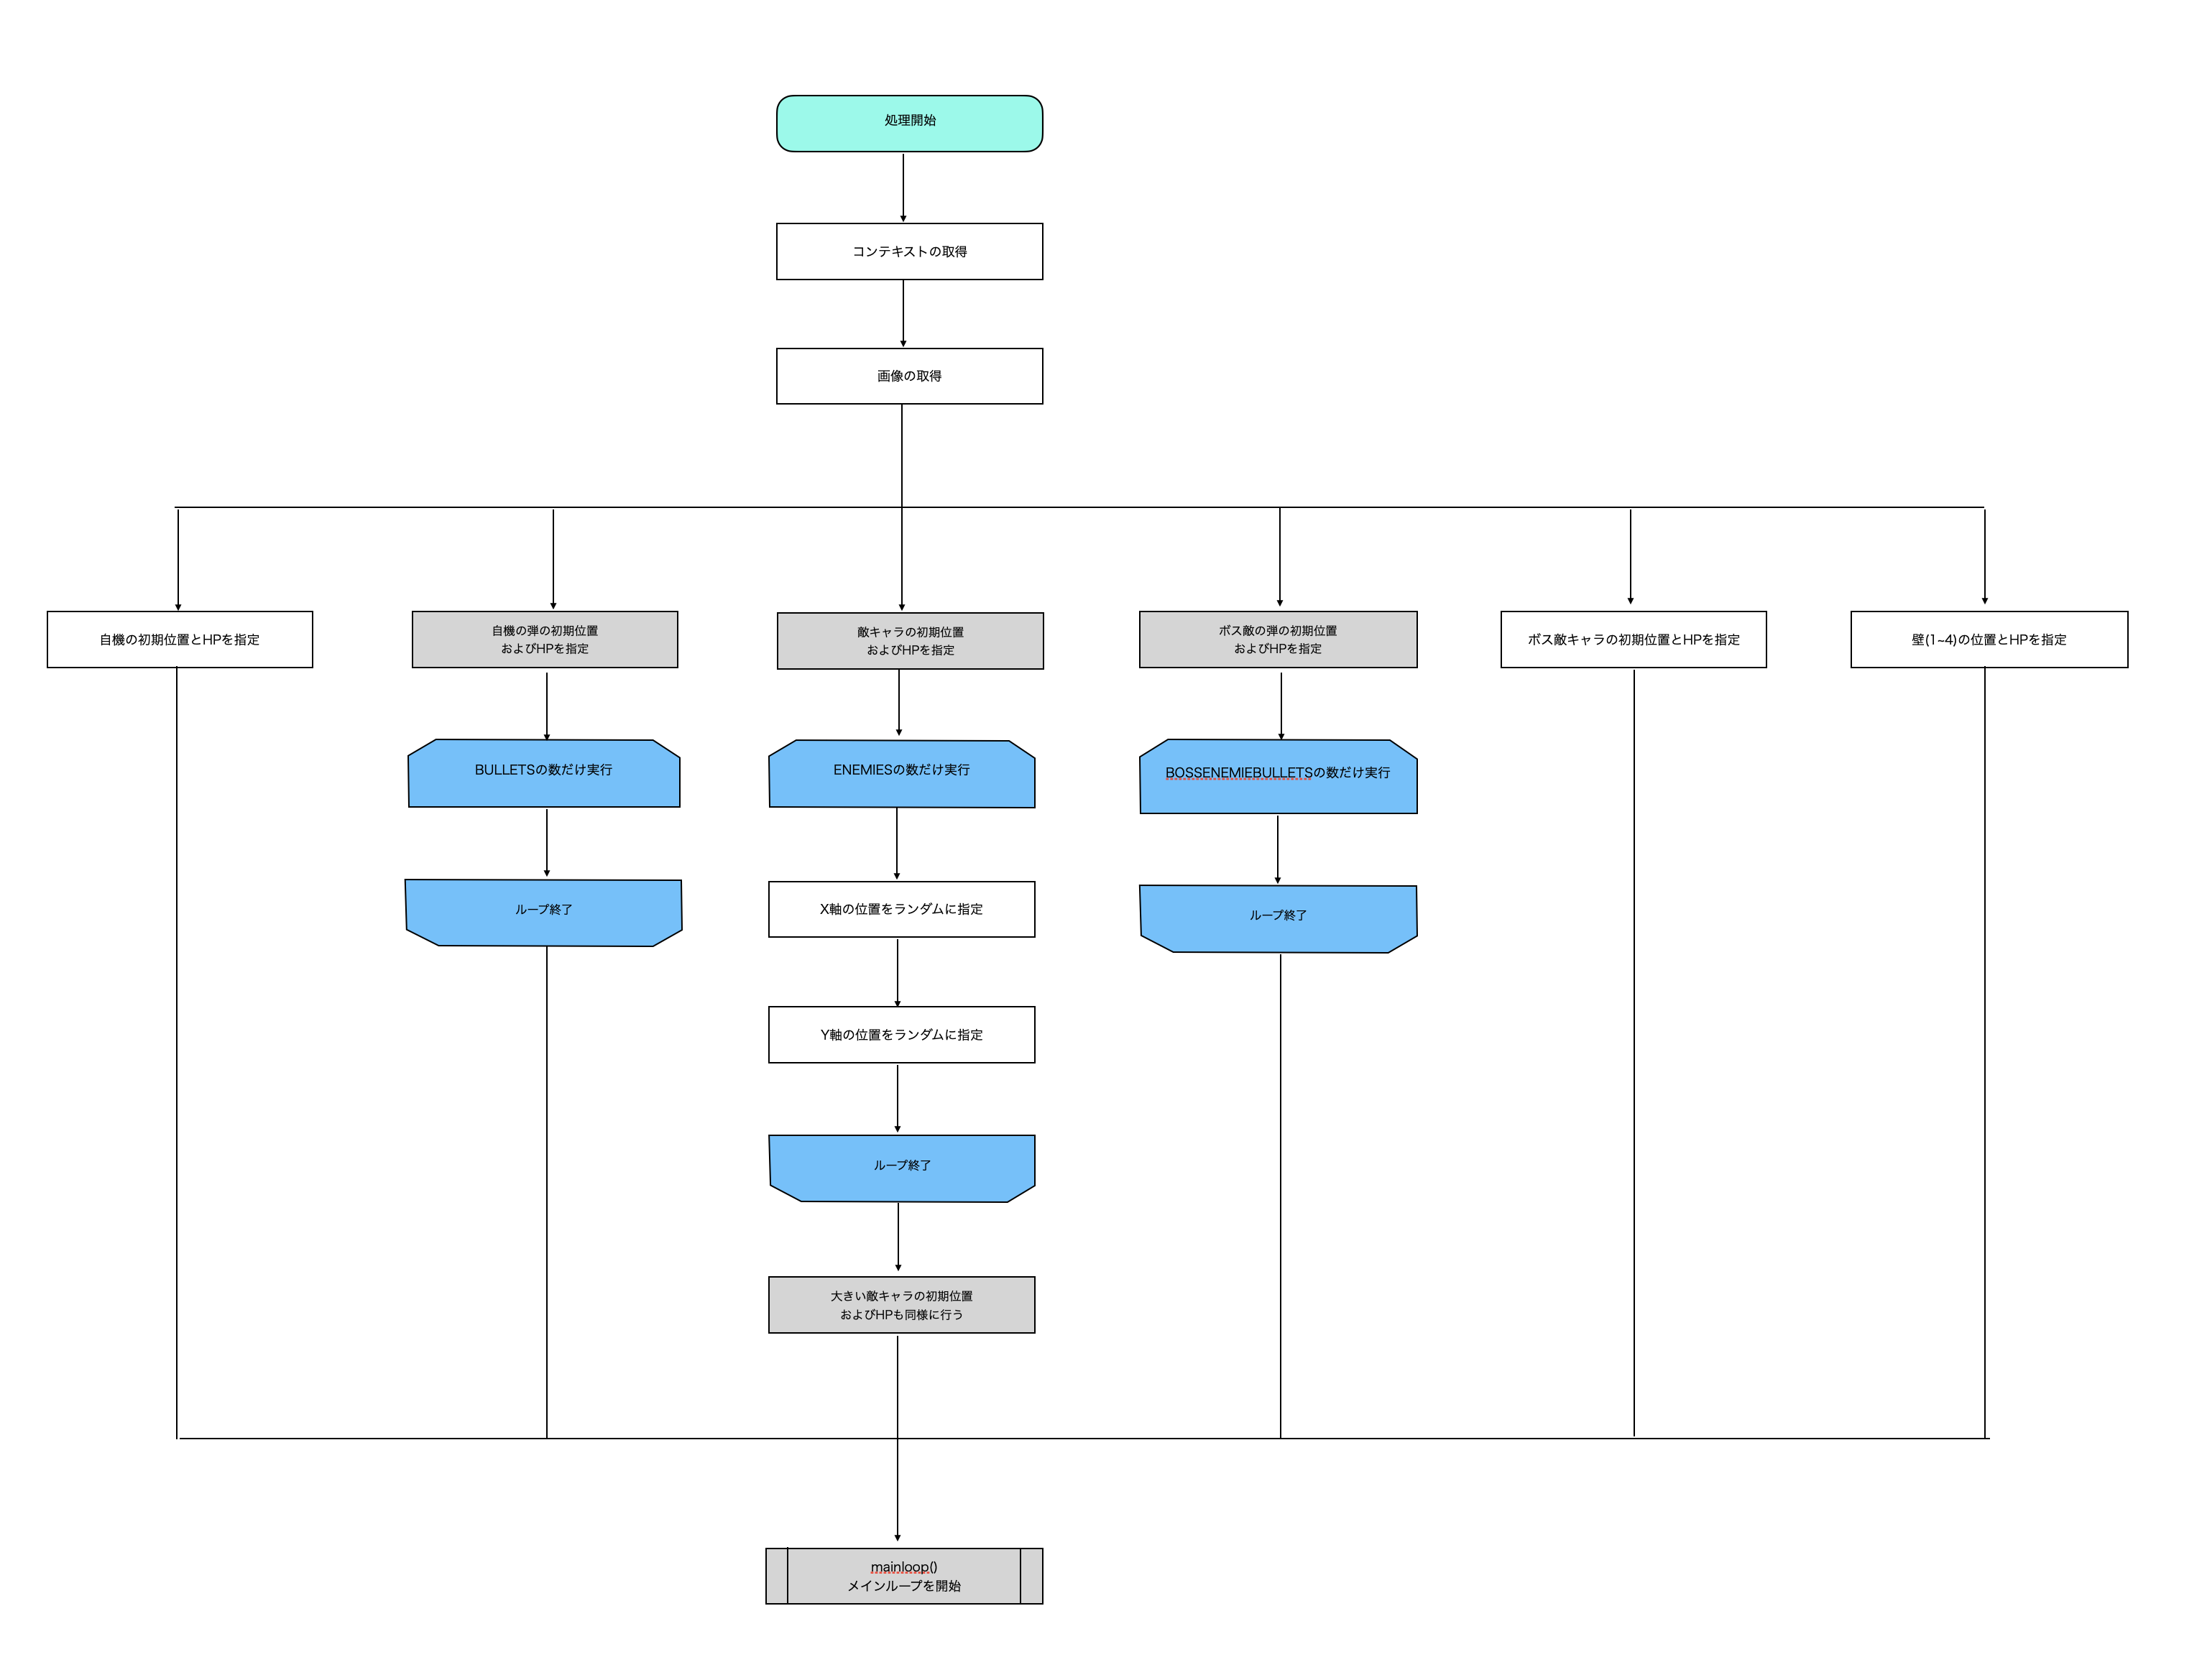 処理開始
コンテキストの取得
画像の取得
自機の初期位置とHPを指定
自機の弾の初期位置
およびHPを指定
敵キャラの初期位置
およびHPを指定
ボス敵の弾の初期位置
およびHPを指定
ボス敵キャラの初期位置とHPを指定
壁(1~4)の位置とHPを指定
BULLETSの数だけ実行
ENEMIESの数だけ実行
BOSSENEMIEBULLETSの数だけ実行
ループ終了
X軸の位置をランダムに指定
ループ終了
Y軸の位置をランダムに指定
ループ終了
大きい敵キャラの初期位置
およびHPも同様に行う
mainloop()
メインループを開始